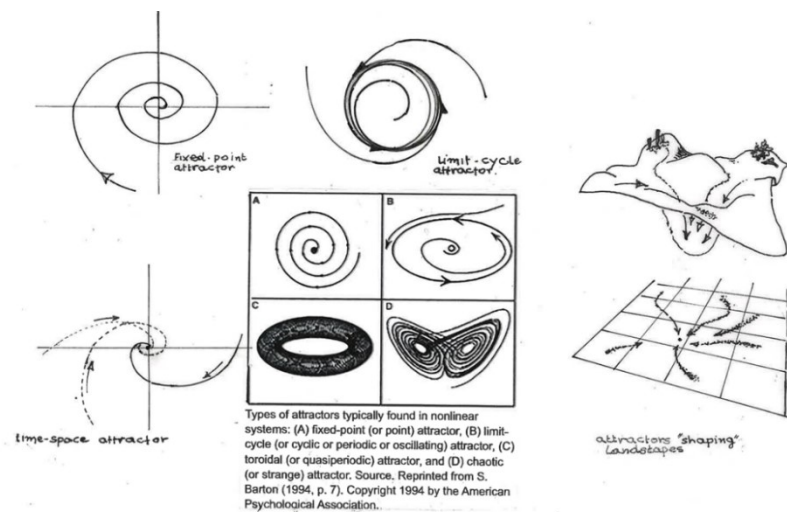 Fixed-point
attractor
Limit-cycle
attractor.
A
B
C
D
time-space attractor
Types of attractors typically found in nonlinear
systems: (A) fixed-point (or point) attractor, (B) limit-
cycle (or cyclic or periodic or oscillating) attractor, (C)
toroidal (or quasiperiodic) attractor, and (D) chaotic
(or strange) attractor. Source. Reprinted from S.
Barton (1994, p. 7). Copyright 1994 by the American
Psychological Association.
attractors "shaping"
Landscapes